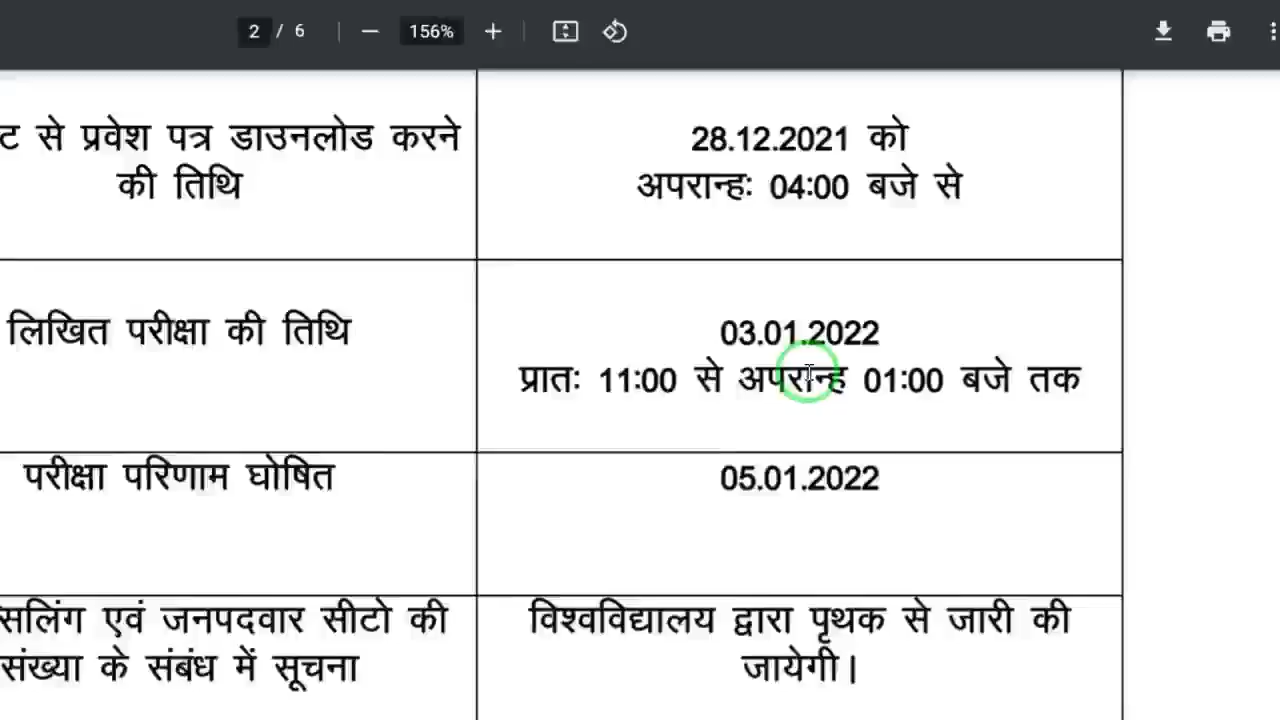 2 / 6
156%
ट से प्रवेश पत्र डाउनलोड करने
की तिथि
28.12.2021 को
अपरान्हः 04:00 बजे से
लिखित परीक्षा की तिथि
03.01.2022
प्रातः 11:00 से अपरान्ह 01:00 बजे तक
परीक्षा परिणाम घोषित
05.01.2022
सलिंग एवं जनपदवार सीटो की
संख्या के संबंध में सूचना
विश्वविद्यालय द्वारा पृथक से जारी की
जायेगी।